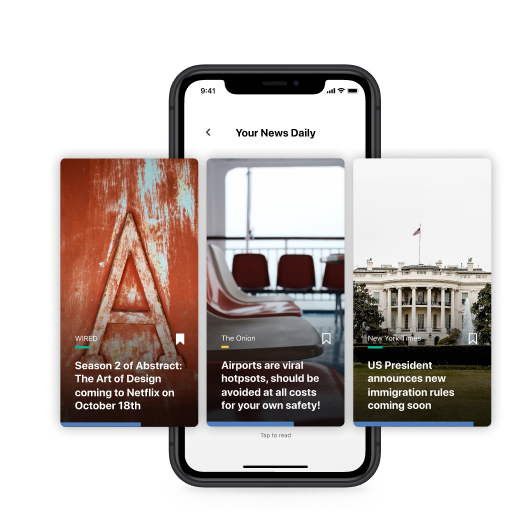 9:41
Your News Daily
WIRED
Season 2 of Abstract:
The Art of Design
coming to Netflix on
October 18th
The Onion
Airports are viral
hotpsots, should be
avoided at all costs
for your own safety!
New York Times
US President
announces new
immigration rules
coming soon
Tap to read